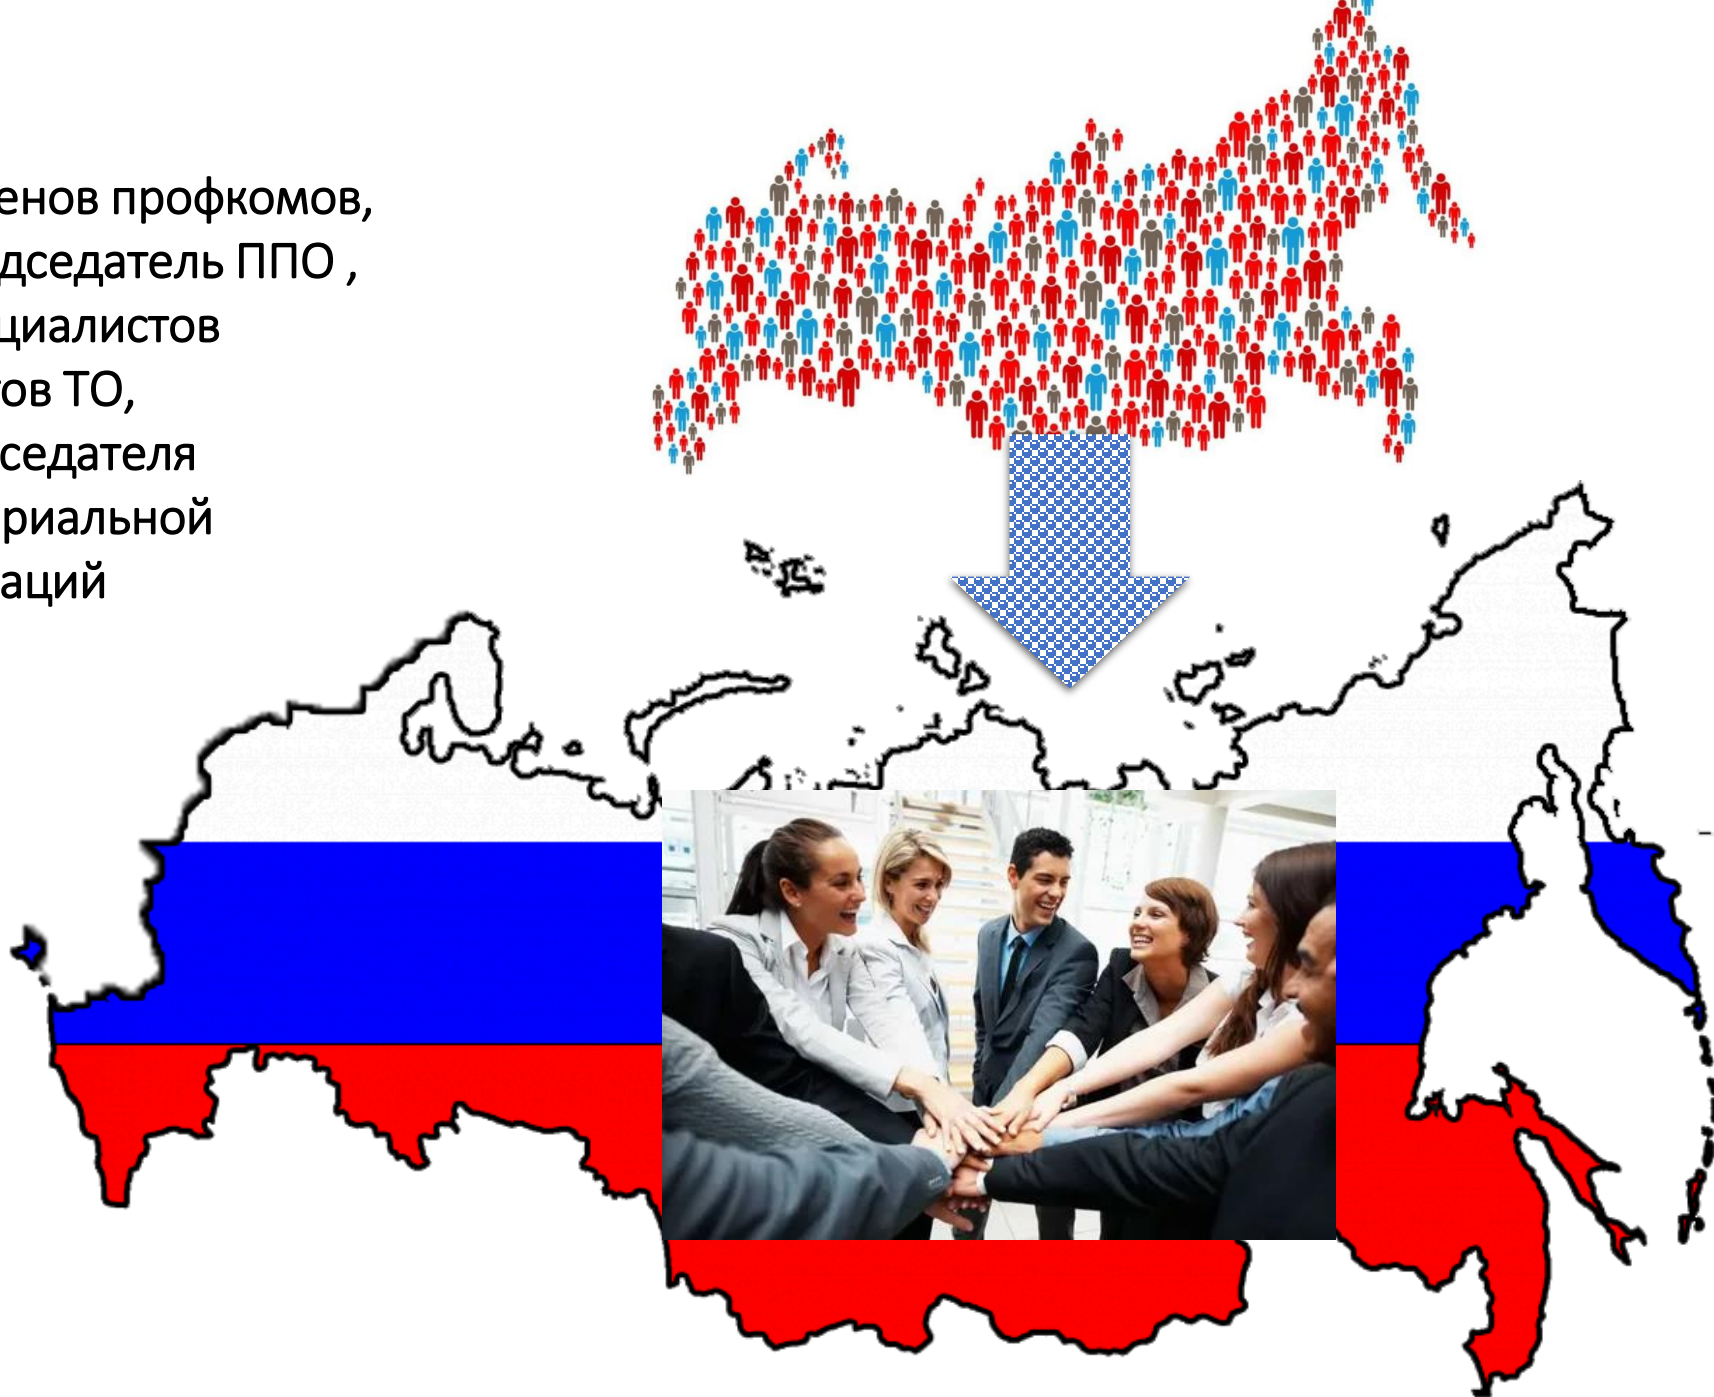 енов профкомов,
дседатель ППО ,
циалистов
ов ТО,
седателя
риальной
аций